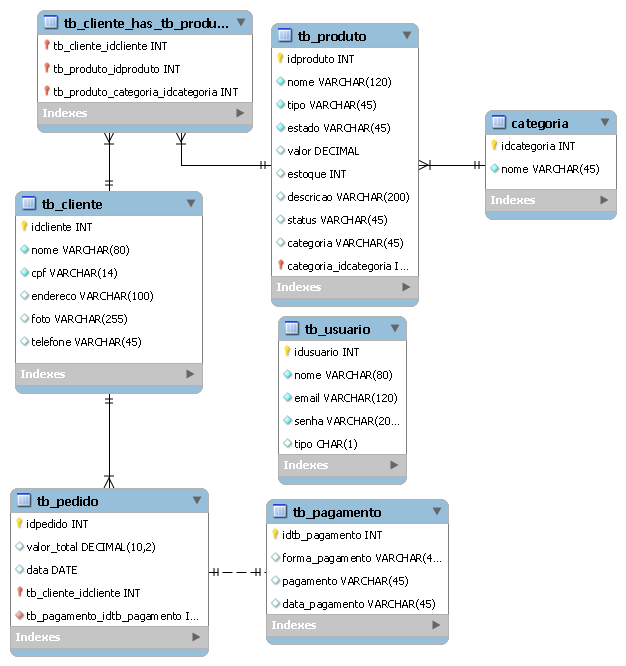 tb_cliente_has_tb_produ...
tb_cliente_idcliente INT
tb_produto_idproduto INT
tb_produto_categoria_idcategoria INT
Indexes
tb_produto
idproduto INT
nome VARCHAR(120)
tipo VARCHAR(45)
estado VARCHAR(45)
valor DECIMAL
estoque INT
descricao VARCHAR(200)
status VARCHAR(45)
categoria VARCHAR(45)
categoria_idcategoria I...
Indexes
categoria
idcategoria INT
nome VARCHAR(45)
Indexes
tb_cliente
idcliente INT
nome VARCHAR(80)
cpf VARCHAR(14)
endereco VARCHAR(100)
foto VARCHAR(255)
telefone VARCHAR(45)
Indexes
tb_usuario
idusuario INT
nome VARCHAR(80)
email VARCHAR(120)
senha VARCHAR(20...
tipo CHAR(1)
Indexes
tb_pedido
idpedido INT
valor_total DECIMAL(10,2)
data DATE
tb_cliente_idcliente INT
tb_pagamento_idtb_pagamento I...
Indexes
tb_pagamento
idtb_pagamento INT
forma_pagamento VARCHAR(4...
pagamento VARCHAR(45)
data_pagamento VARCHAR(45)
Indexes